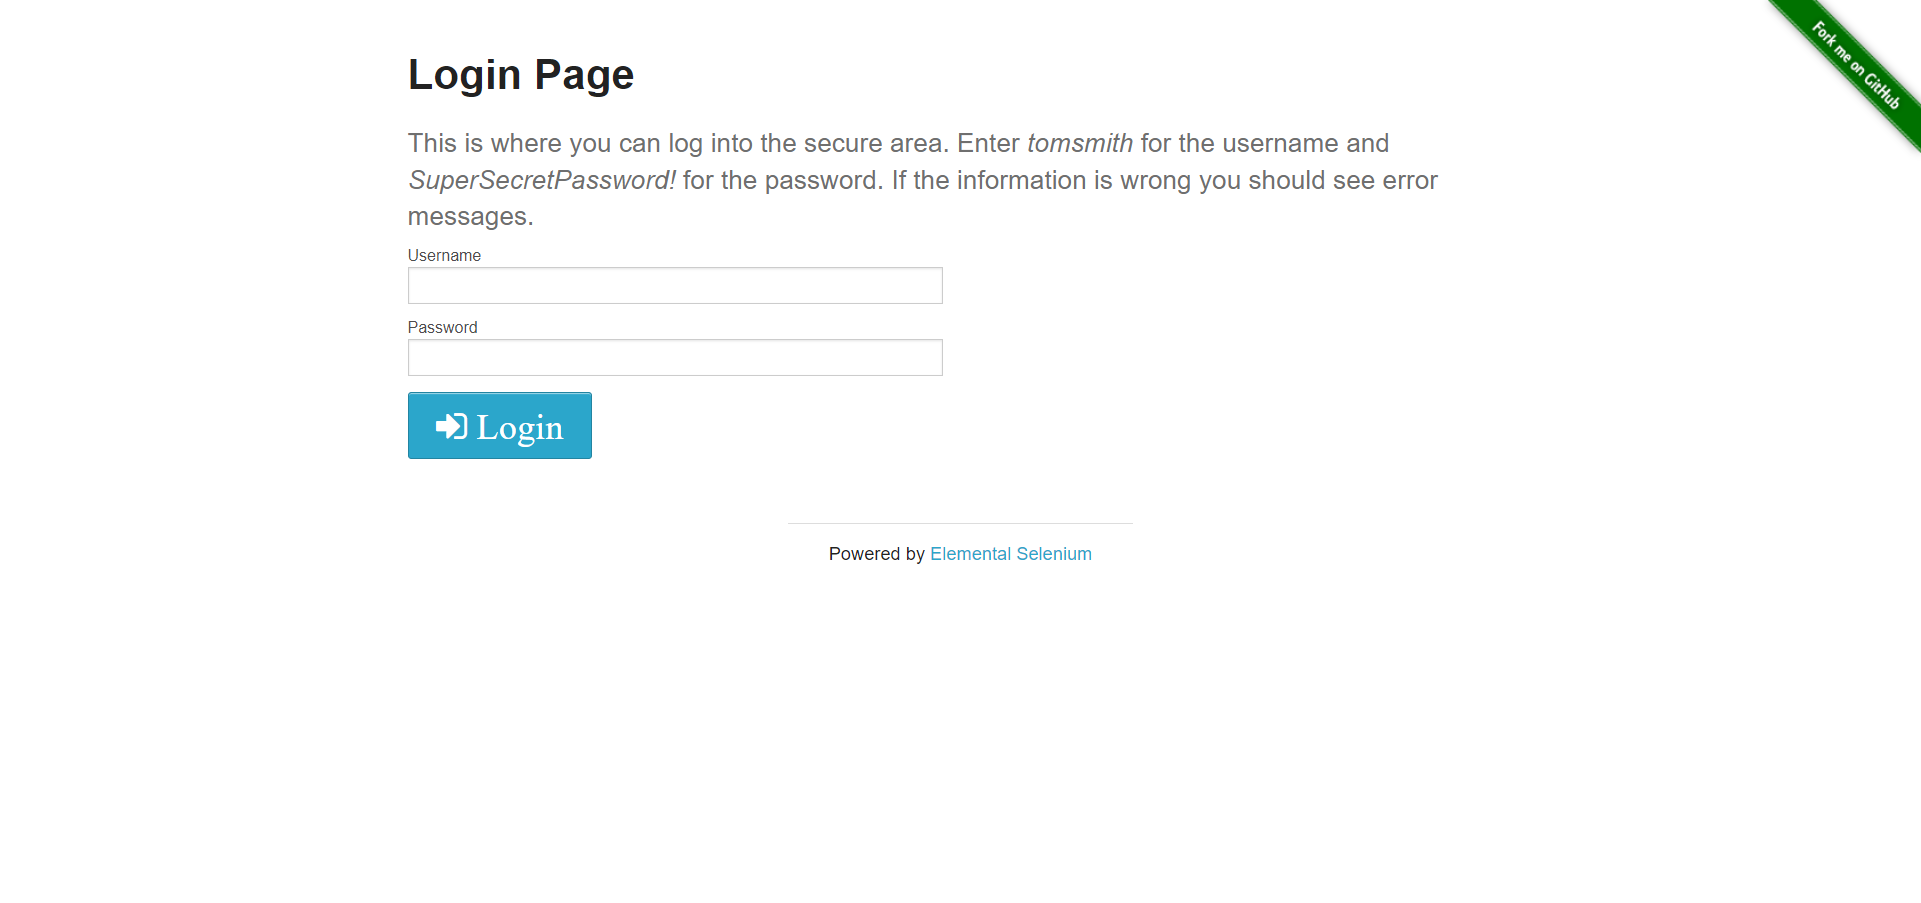 Fork me on GitHub
Login Page
This is where you can log into the secure area. Enter tomsmith for the username and
SuperSecretPassword! for the password. If the information is wrong you should see error
messages.
Username
Password
Login
Powered by Elemental Selenium